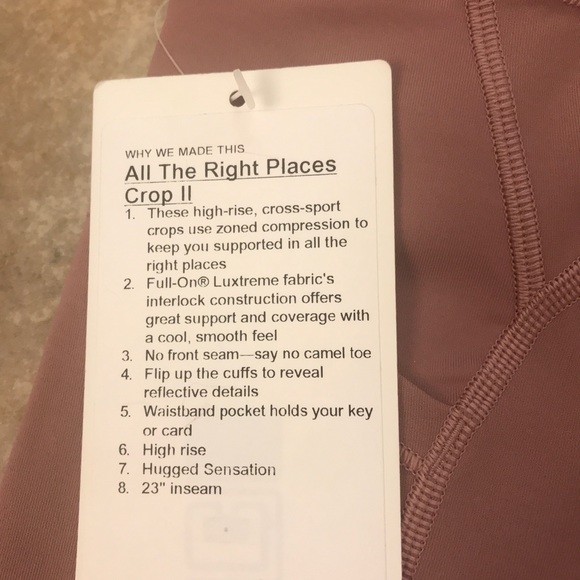 WHY WE MADE THIS
All The Right Places
Crop II
1. These high-rise, cross-sport
crops use zoned compression to
keep you supported in all the
right places
2. Full-On® Luxtreme fabric's
interlock construction offers
great support and coverage with
a cool, smooth feel
3. No front seam—say no camel toe
4. Flip up the cuffs to reveal
reflective details
5. Waistband pocket holds your key
or card
6. High rise
7. Hugged Sensation
8. 23" inseam